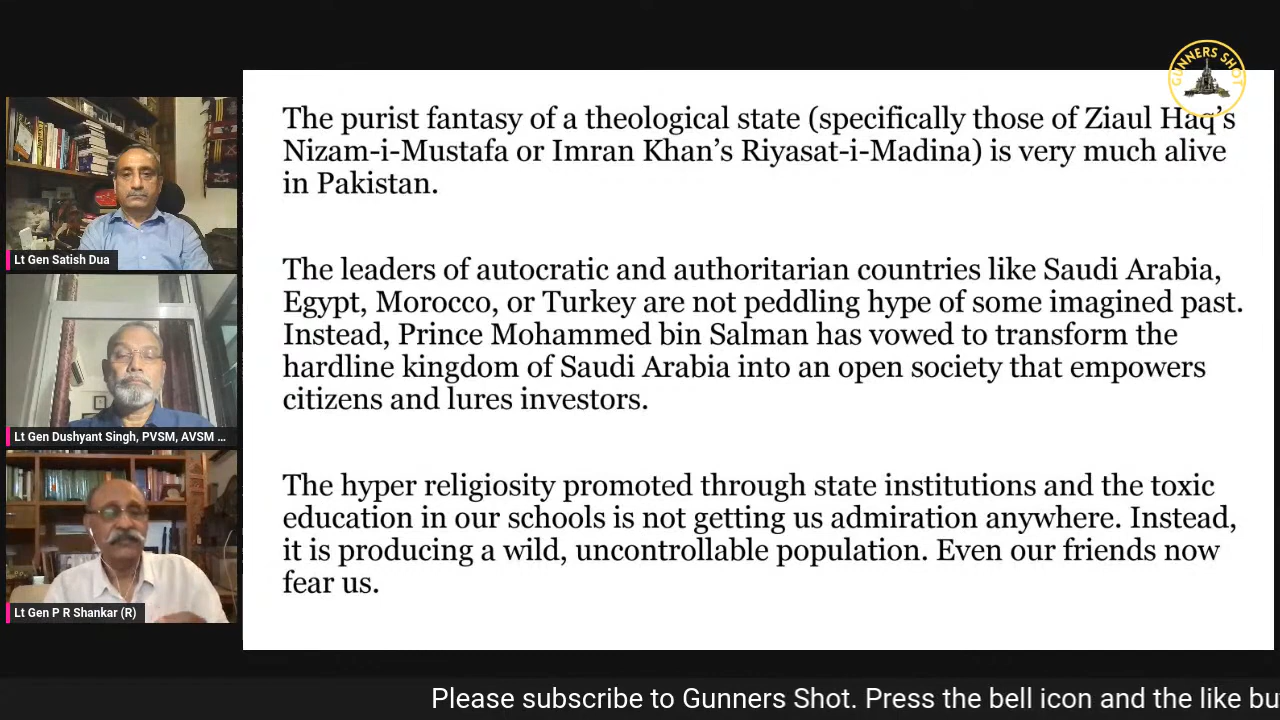 GUNNERS SHOT
The purist fantasy of a theological state (specifically those of Ziaul Haq’s
Nizam-i-Mustafa or Imran Khan’s Riyasat-i-Madina) is very much alive
in Pakistan.
The leaders of autocratic and authoritarian countries like Saudi Arabia,
Egypt, Morocco, or Turkey are not peddling hype of some imagined past.
Instead, Prince Mohammed bin Salman has vowed to transform the
hardline kingdom of Saudi Arabia into an open society that empowers
citizens and lures investors.
The hyper religiosity promoted through state institutions and the toxic
education in our schools is not getting us admiration anywhere. Instead,
it is producing a wild, uncontrollable population. Even our friends now
fear us.
Lt Gen Satish Dua
Lt Gen Dushyant Singh, PVSM, AVSM ...
Lt Gen P R Shankar (R)
Please subscribe to Gunners Shot. Press the bell icon and the like bu